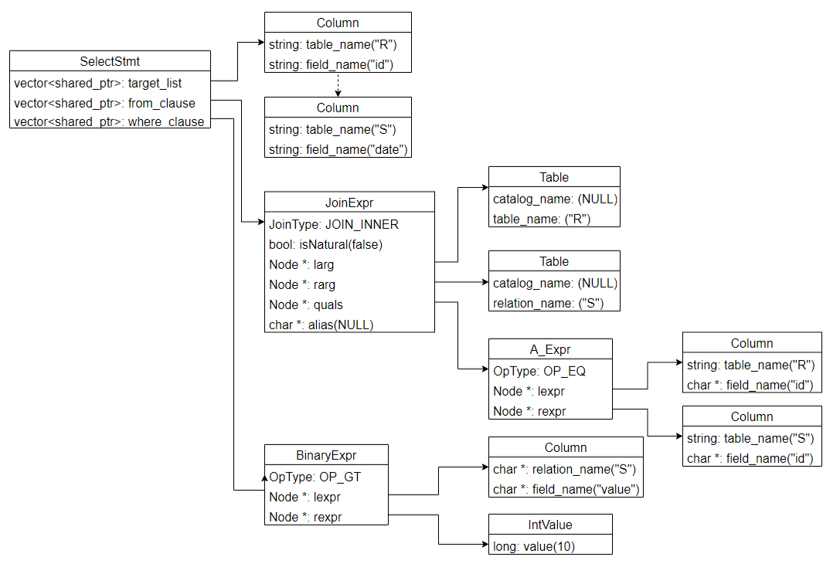 SelectStmt
vector<shared_ptr>: target_list
vector<shared_ptr>: from_clause
vector<shared_ptr>: where_clause
Column
string: table_name("R")
string: field_name("id")
Column
string: table_name("S")
string: field_name("date")
JoinExpr
JoinType: JOIN_INNER
bool: isNatural(false)
Node *: larg
Node *: rarg
Node *: quals
char *: alias(NULL)
Table
catalog_name: (NULL)
table_name: ("R")
Table
catalog_name: (NULL)
relation_name: ("S")
A_Expr
OpType: OP_EQ
Node *: lexpr
Node *: rexpr
Column
string: table_name("R")
char *: field_name("id")
Column
string: table_name("S")
char *: field_name("id")
BinaryExpr
OpType: OP_GT
Node *: lexpr
Node *: rexpr
Column
char *: relation_name("S")
char *: field_name("value")
IntValue
long: value(10)